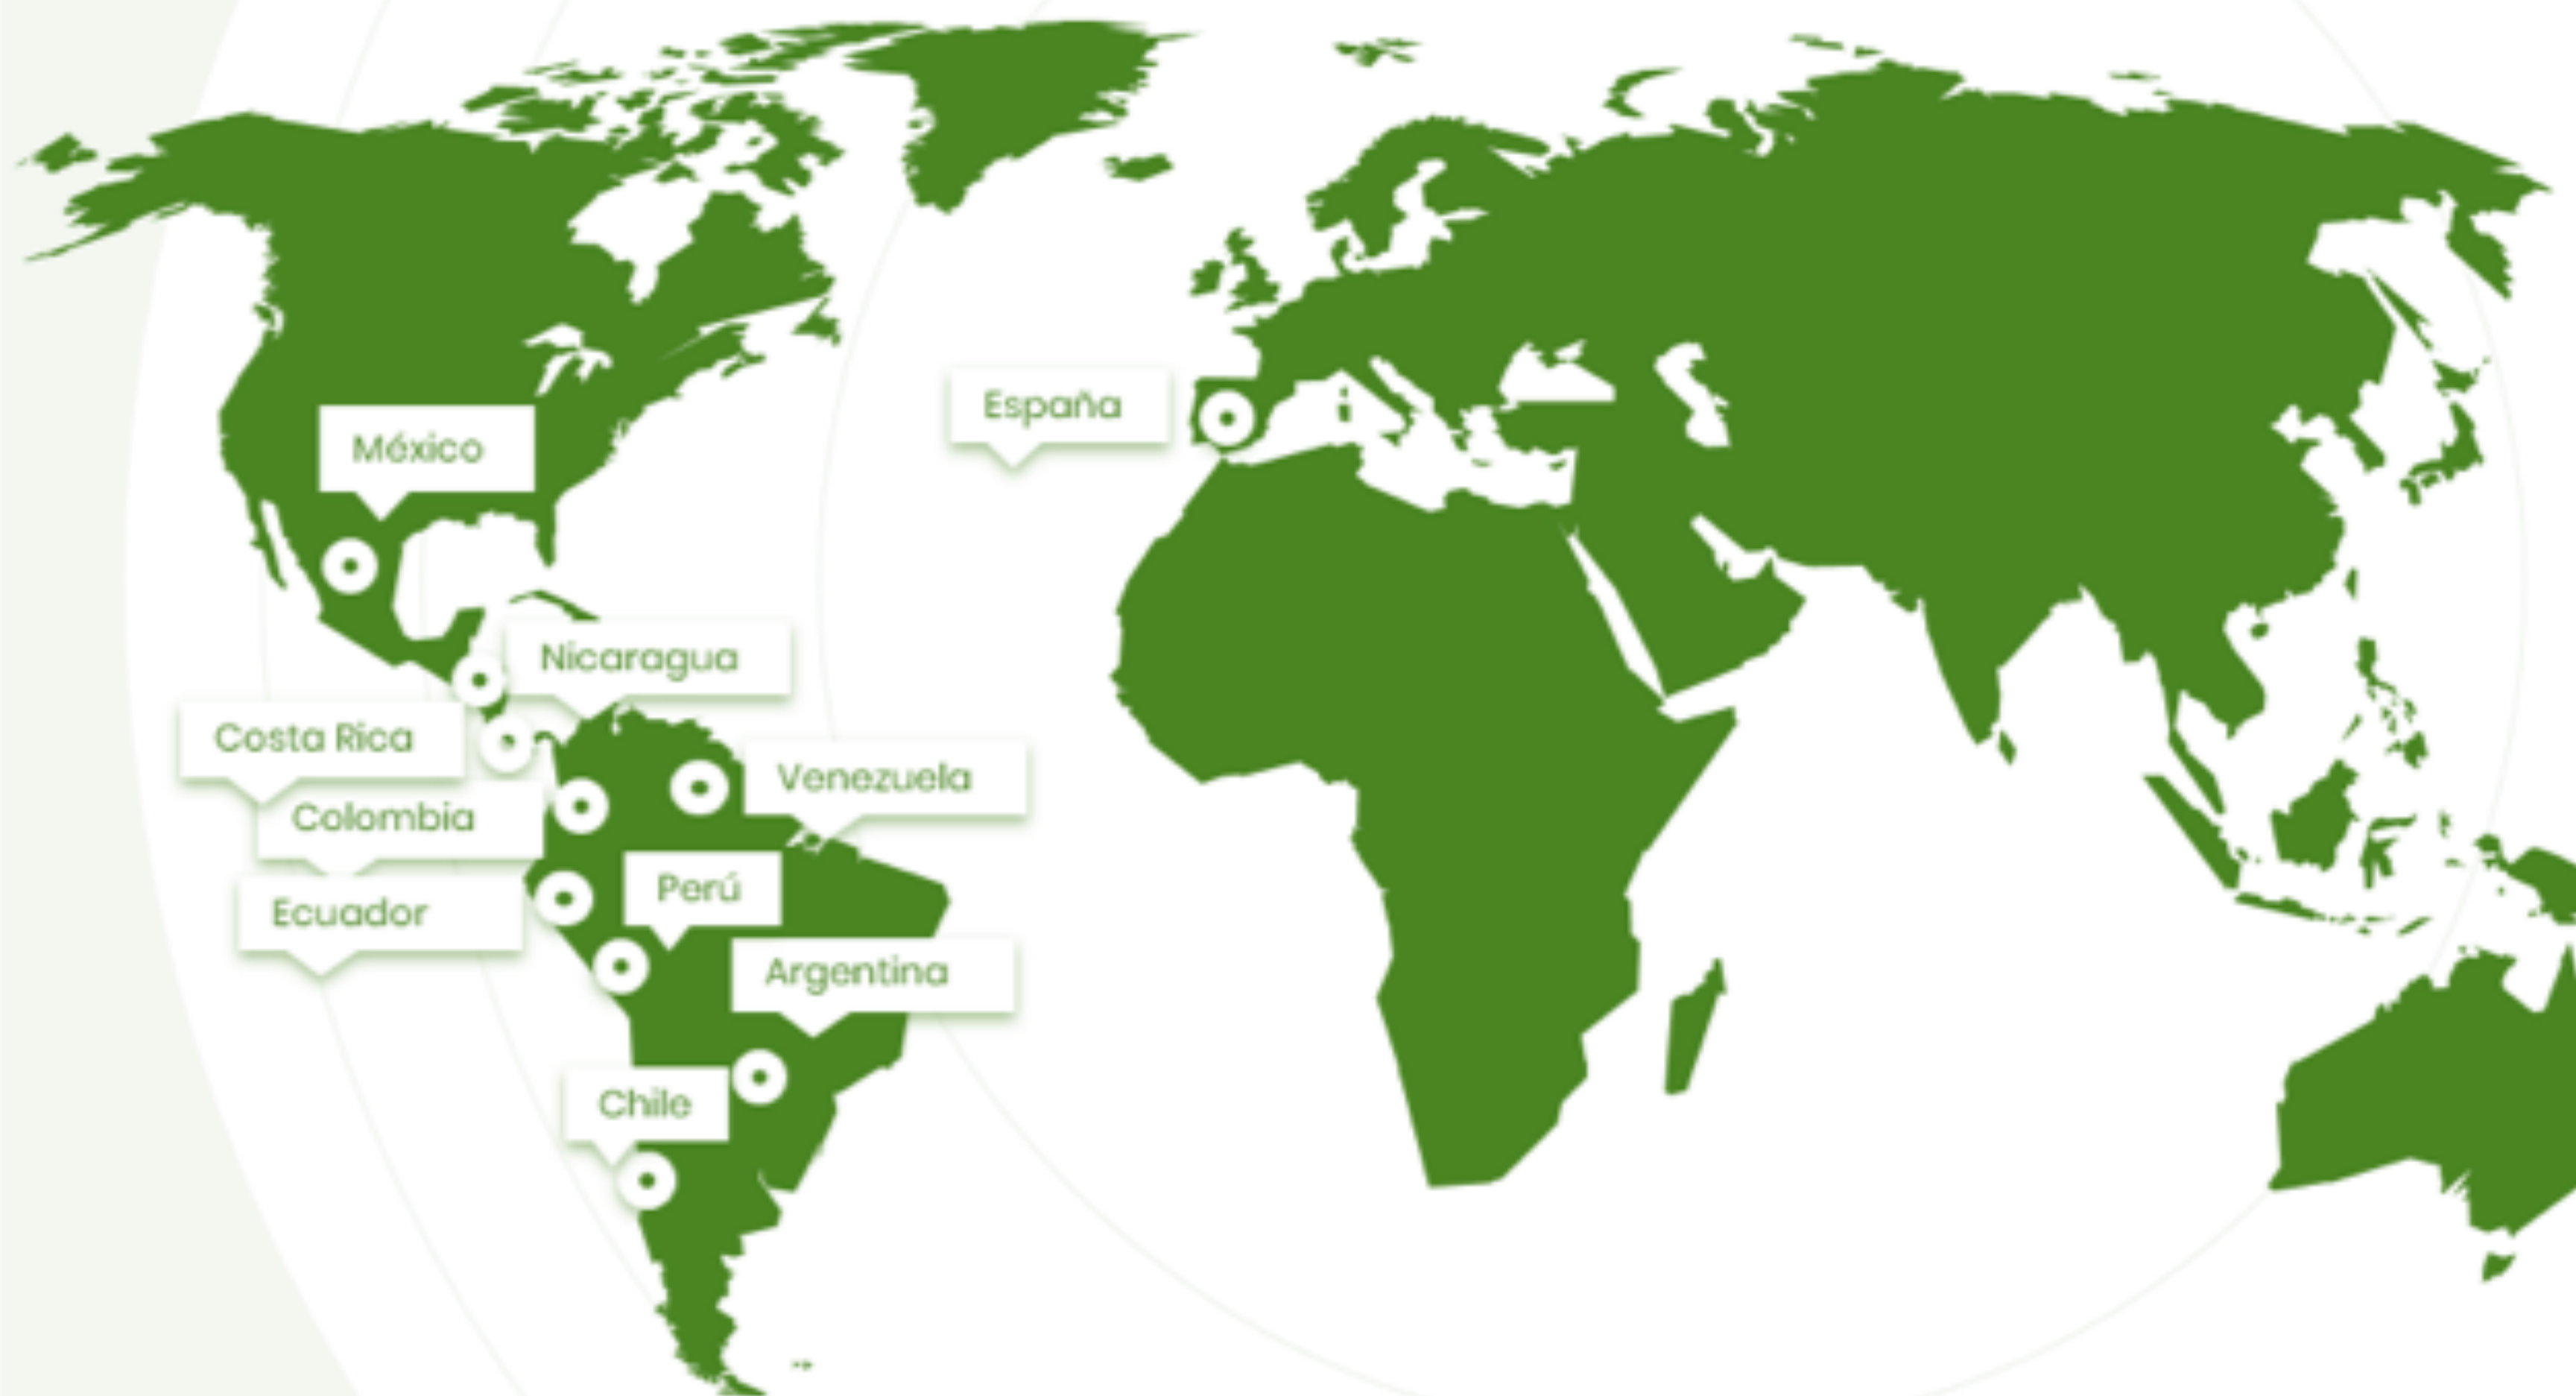 España
México
Nicaragua
Costa Rica
Venezuela
Colombia
Perú
Ecuador
Argentina
Chile